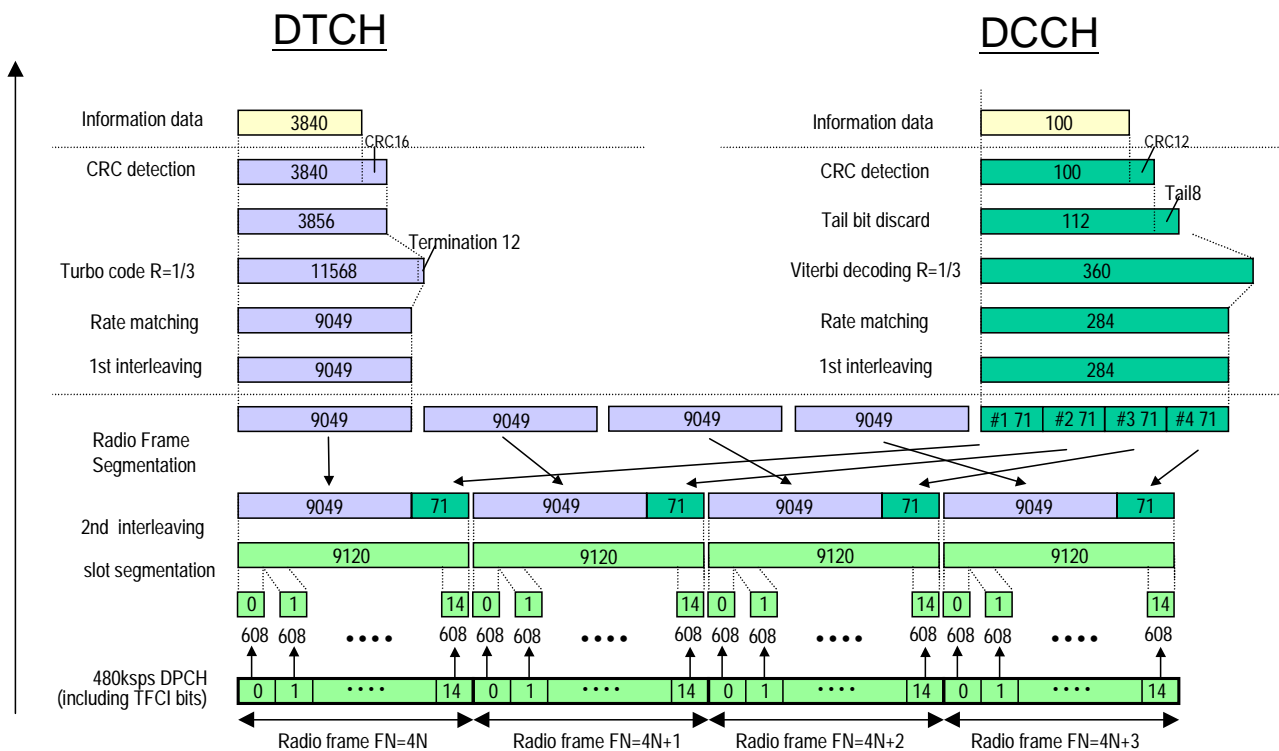 DTCH DCCH
Information data 3840 Information data 100
CRC16 CRC12
CRC detection 3840 CRC detection 100
Tail8
3856 Tail bit discard 112
Termination 12
Turbo code R=1/3 11568 Viterbi decoding R=1/3 360
Rate matching 9049 Rate matching 284
1st interleaving 9049 1st interleaving 284
9049 9049 9049 9049 #1 71 #2 71 #3 71 #4 71
Radio Frame
Segmentation
9049 71 9049 71 9049 71 9049 71
2nd interleaving
9120 9120 9120 9120
slot segmentation
0 1 14 0 1 14 0 1 14 0 1 14
608 608 •••• 608 608 608 •••• 608 608 608 •••• 608 608 608 •••• 608
480ksps DPCH
(including TFCI bits)
0 1 •••• 14 0 1 •••• 14 0 1 •••• 14 0 1 •••• 14
Radio frame FN=4N Radio frame FN=4N+1 Radio frame FN=4N+2 Radio frame FN=4N+3